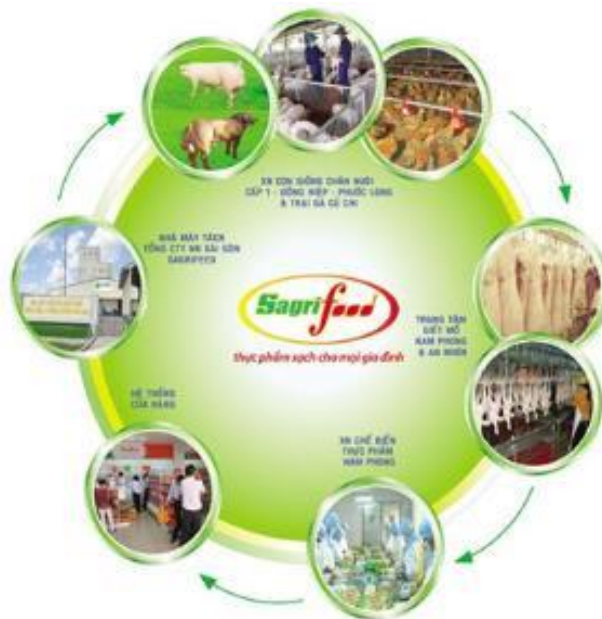 XN CON GIỐNG CHĂN NUÔI
CẤP 1 - ĐỒNG HIỆP - PHƯỚC LONG
& TRẠI GÀ CỦ CHI
NHÀ MÁY
TỔNG CTY NN SÀI GÒN
SAGRIFEED
Sagrifood
thực phẩm sạch cho mọi gia đình
TRUNG TÂM
GIẾT MỔ
NAM PHONG
& AN NHƠN
HỆ THỐNG
CỬA HÀNG
XN CHẾ BIẾN
THỰC PHẨM
NAM PHONG